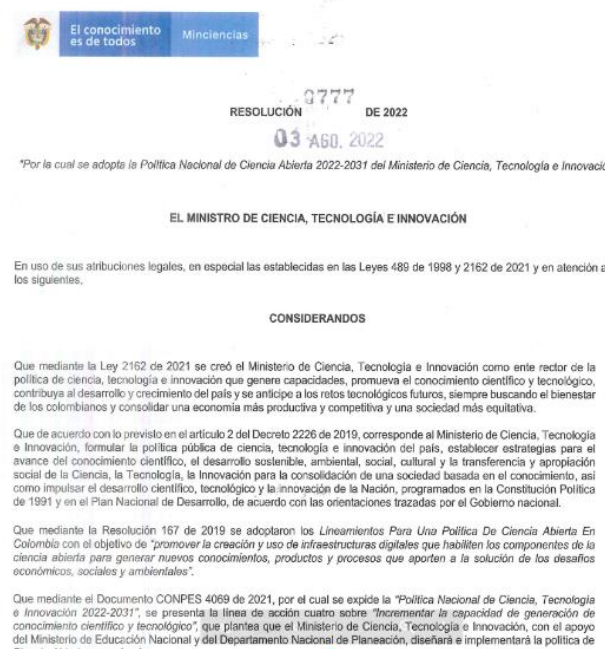 El conocimiento
es de todos
Minciencias
0777
RESOLUCIÓN DE 2022
03 AGO. 2022
"Por la cual se adopta la Política Nacional de Ciencia Abierta 2022-2031 del Ministerio de Ciencia, Tecnología e Innovació
EL MINISTRO DE CIENCIA, TECNOLOGÍA E INNOVACIÓN
En uso de sus atribuciones legales, en especial las establecidas en las Leyes 489 de 1998 y 2162 de 2021 y en atención a
los siguientes,
CONSIDERANDOS
Que mediante la Ley 2162 de 2021 se creó el Ministerio de Ciencia, Tecnología e Innovación como ente rector de la
política de ciencia, tecnología e innovación que genere capacidades, promueva el conocimiento científico y tecnológico,
contribuya al desarrollo y crecimiento del país y se anticipe a los retos tecnológicos futuros, siempre buscando el bienestar
de los colombianos y consolidar una economía más productiva y competitiva y una sociedad más equitativa.
Que de acuerdo con lo previsto en el artículo 2 del Decreto 2226 de 2019, corresponde al Ministerio de Ciencia, Tecnología
e Innovación, formular la política pública de ciencia, tecnología e innovación del país, establecer estrategias para el
avance del conocimiento científico, el desarrollo sostenible, ambiental, social, cultural y la transferencia y apropiación
social de la Ciencia, la Tecnología, la Innovación para la consolidación de una sociedad basada en el conocimiento, así
como impulsar el desarrollo científico, tecnológico y la innovación de la Nación, programados en la Constitución Política
de 1991 y en el Plan Nacional de Desarrollo, de acuerdo con las orientaciones trazadas por el Gobierno nacional.
Que mediante la Resolución 167 de 2019 se adoptaron los Lineamientos Para Una Política De Ciencia Abierta En
Colombia con el objetivo de "promover la creación y uso de infraestructuras digitales que habiliten los componentes de la
ciencia abierta para generar nuevos conocimientos, productos y procesos que aporten a la solución de los desafíos
económicos, sociales y ambientales".
Que mediante el Documento CONPES 4069 de 2021, por el cual se expide la "Política Nacional de Ciencia, Tecnología
e Innovación 2022-2031", se presenta la línea de acción cuatro sobre "Incrementar la capacidad de generación de
conocimiento científico y tecnológico", que plantea que el Ministerio de Ciencia, Tecnología e Innovación, con el apoyo
del Ministerio de Educación Nacional y del Departamento Nacional de Planeación, diseñará e implementará la política de